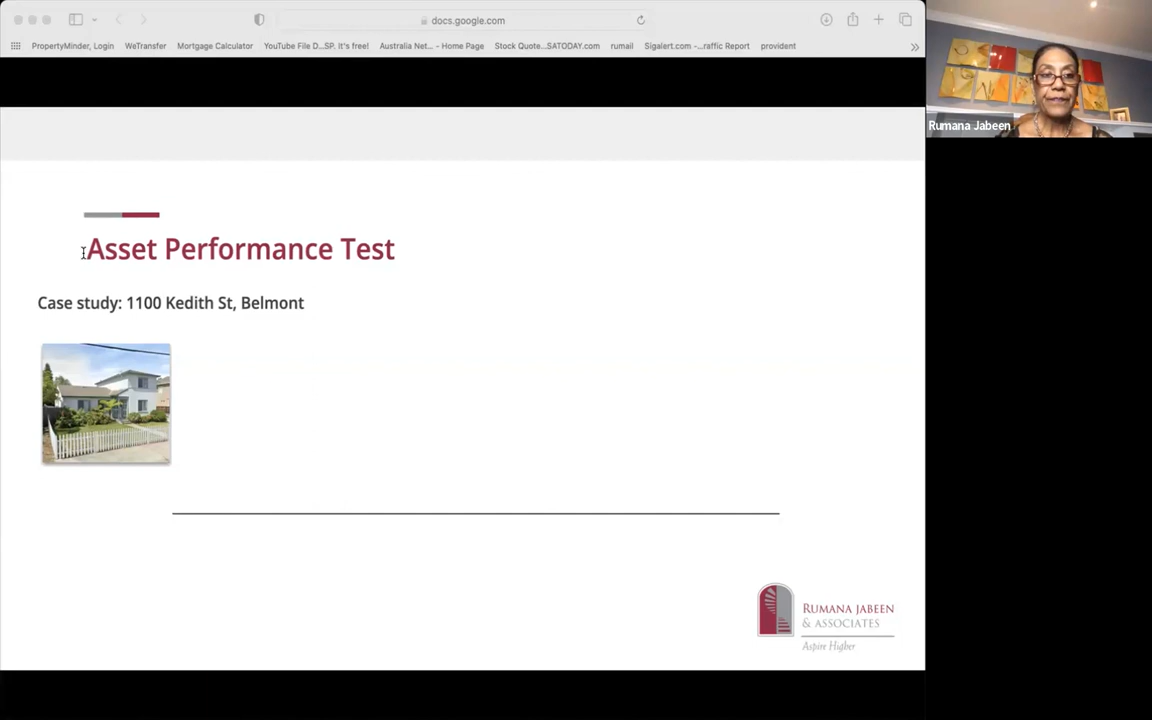 docs.google.com
PropertyMinder, Login WeTransfer Mortgage Calculator YouTube File D...SP. It's free! Australia Net... - Home Page Stock Quote...SATODAY.com rumail Sigalert.com -...raffic Report provident
Rumana Jabeen
Asset Performance Test
Case study: 1100 Kedith St, Belmont
RUMANA JABEEN
& ASSOCIATES
Aspire Higher